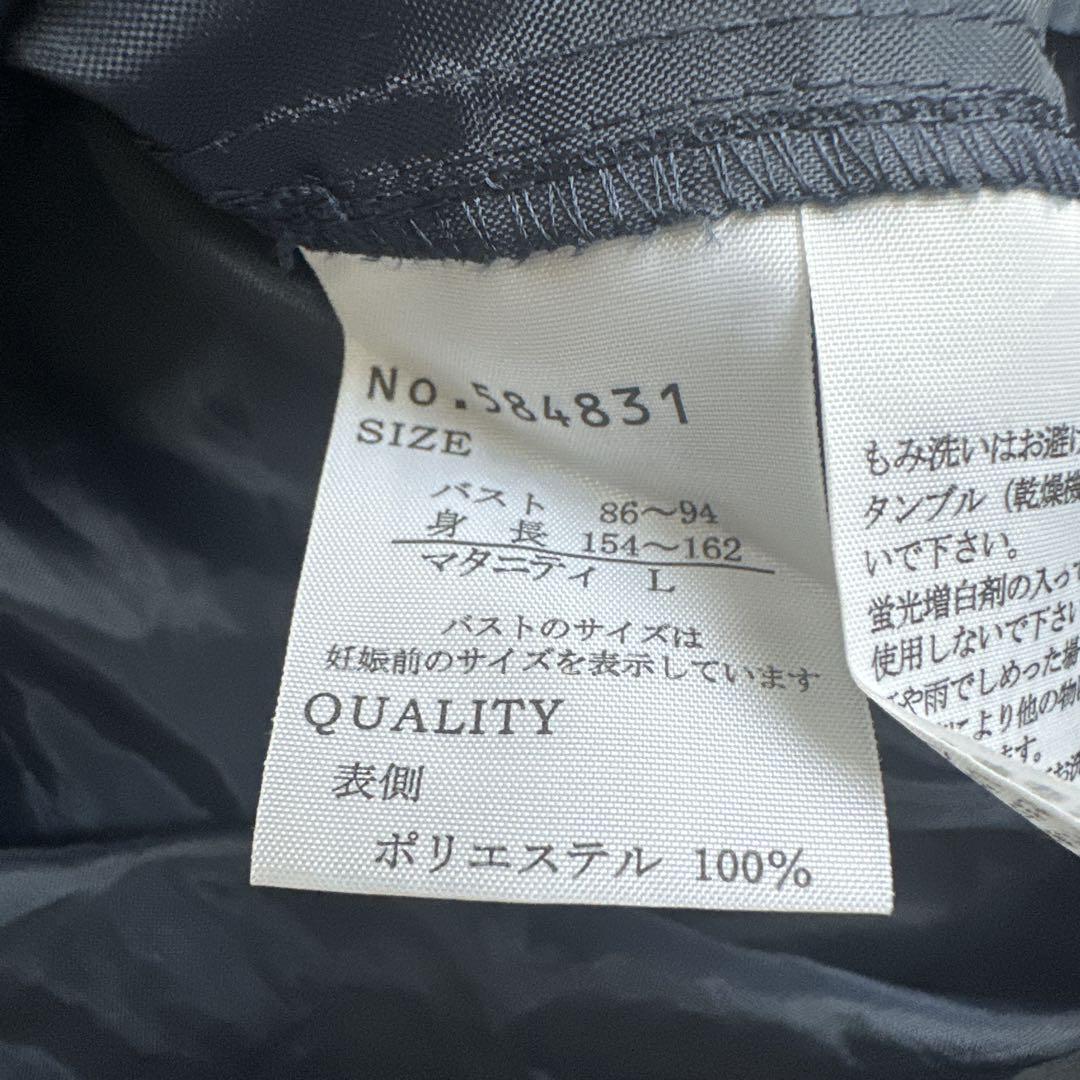 No.584831
SIZE
バスト 86～94
身 長 154～162
マタニティ L
バストのサイズは
妊娠前のサイズを表示しています
QUALITY
表側
ポリエステル 100%
もみ洗いはお避け
タンブル（乾燥機
いで下さい。
蛍光増白剤の入っ
使用しないで下さい
や雨でしめった場
により他の物
ます。